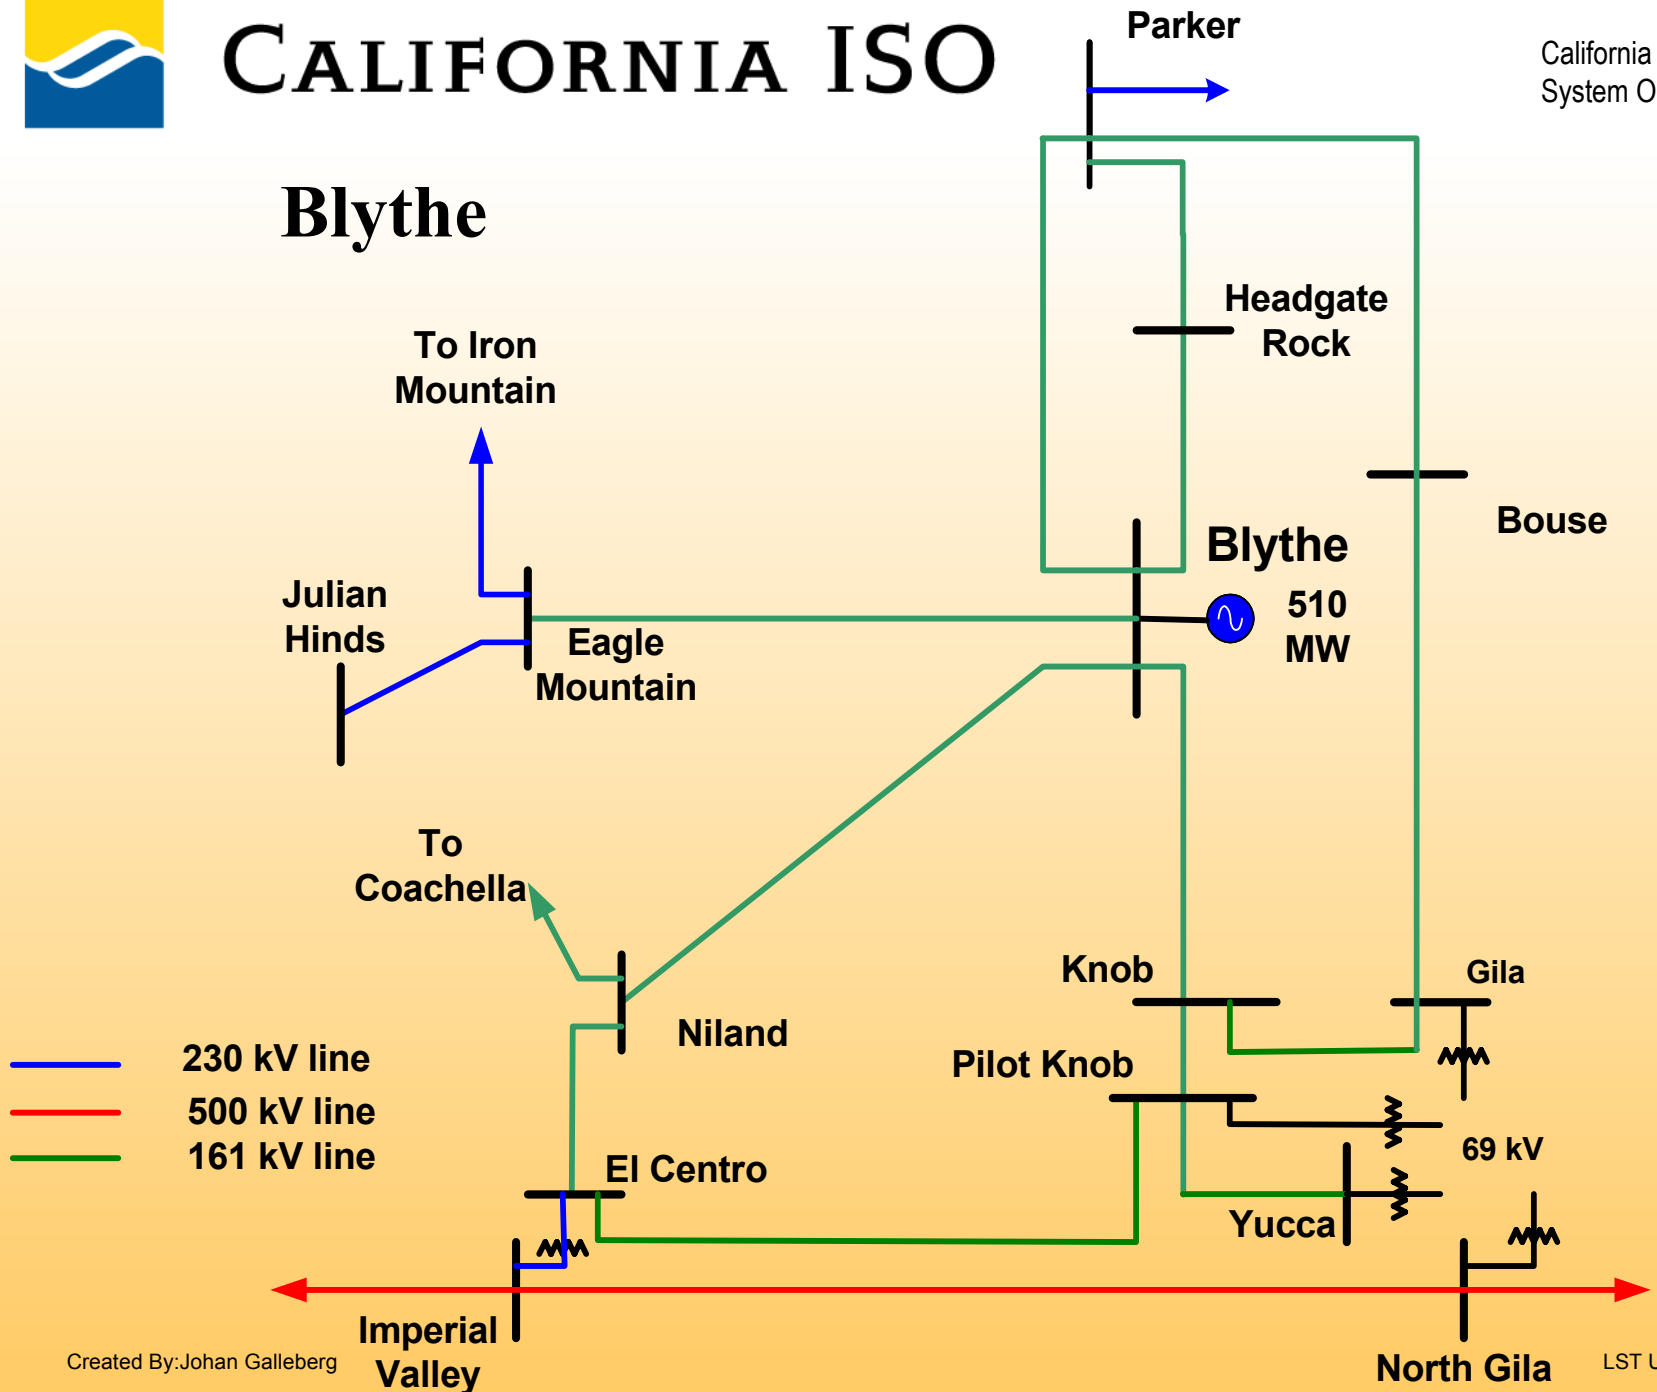 CALIFORNIA ISO
Parker
California
System O
Blythe
Headgate
Rock
To Iron
Mountain
Bouse
Blythe
510
MW
Julian
Hinds
Eagle
Mountain
To
Coachella
Knob
Gila
Niland
Pilot Knob
230 kV line
500 kV line
161 kV line
69 kV
El Centro
Yucca
Imperial
Valley
North Gila
Created By:Johan Galleberg
LST U